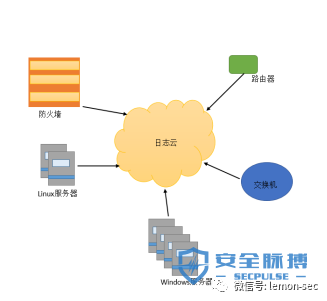 路由器
防火墙
日志云
交换机
Linux服务器
Windows服务器
安全脉搏
SECPULSE
微信号: lemon-sec